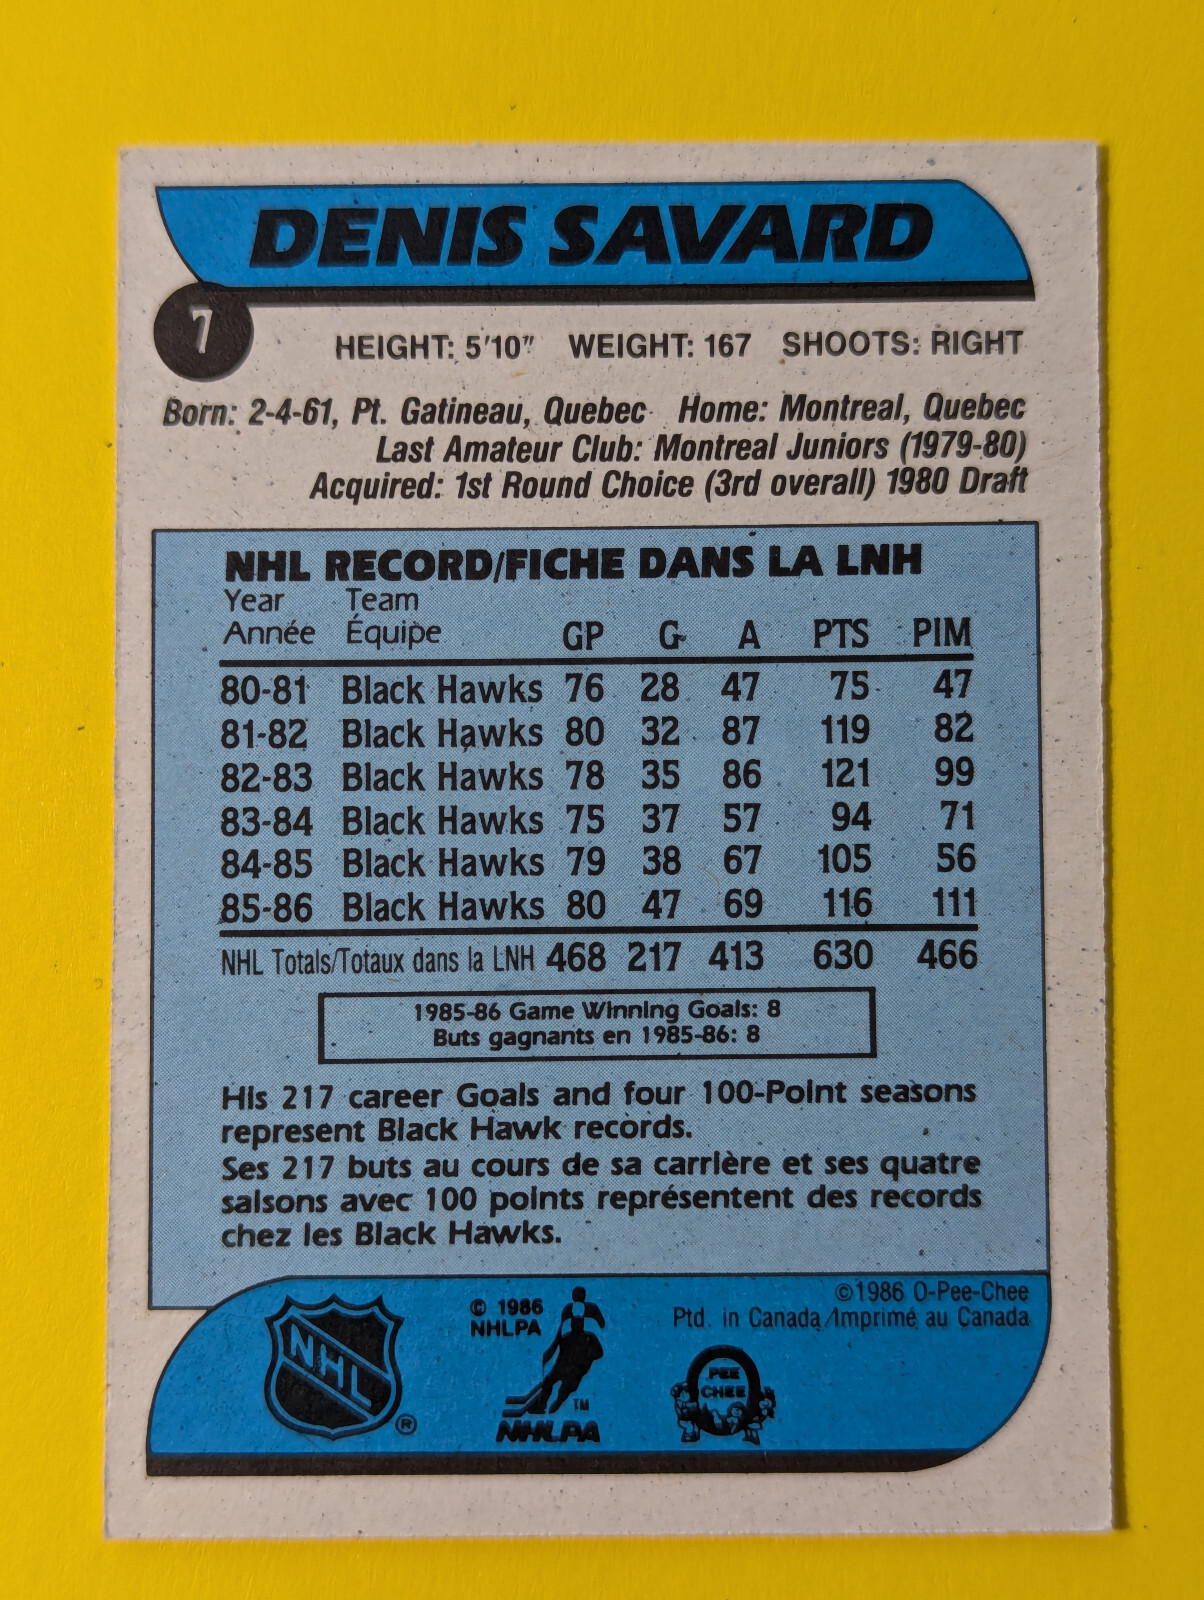 DENIS SAVARD
7
HEIGHT: 5'10" WEIGHT: 167 SHOOTS: RIGHT
Born: 2-4-61, Pt. Gatineau, Quebec Home: Montreal, Quebec
Last Amateur Club: Montreal Juniors (1979-80)
Acquired: 1st Round Choice (3rd overall) 1980 Draft
NHL RECORD/FICHE DANS LA LNH
Year Team
Année Équipe GP G A PTS PIM
80-81 Black Hawks 76 28 47 75 47
81-82 Black Hawks 80 32 87 119 82
82-83 Black Hawks 78 35 86 121 99
83-84 Black Hawks 75 37 57 94 71
84-85 Black Hawks 79 38 67 105 56
85-86 Black Hawks 80 47 69 116 111
NHL Totals/Totaux dans la LNH 468 217 413 630 466
1985-86 Game Winning Goals: 8
Buts gagnants en 1985-86: 8
His 217 career Goals and four 100-Point seasons
represent Black Hawk records.
Ses 217 buts au cours de sa carrière et ses quatre
saisons avec 100 points représentent des records
chez les Black Hawks.
©1986 O-Pee-Chee
Ptd. in Canada/Imprimé au Canada
NHL ®
© 1986
NHLPA
TM
NHLPA
PEE
CHEE